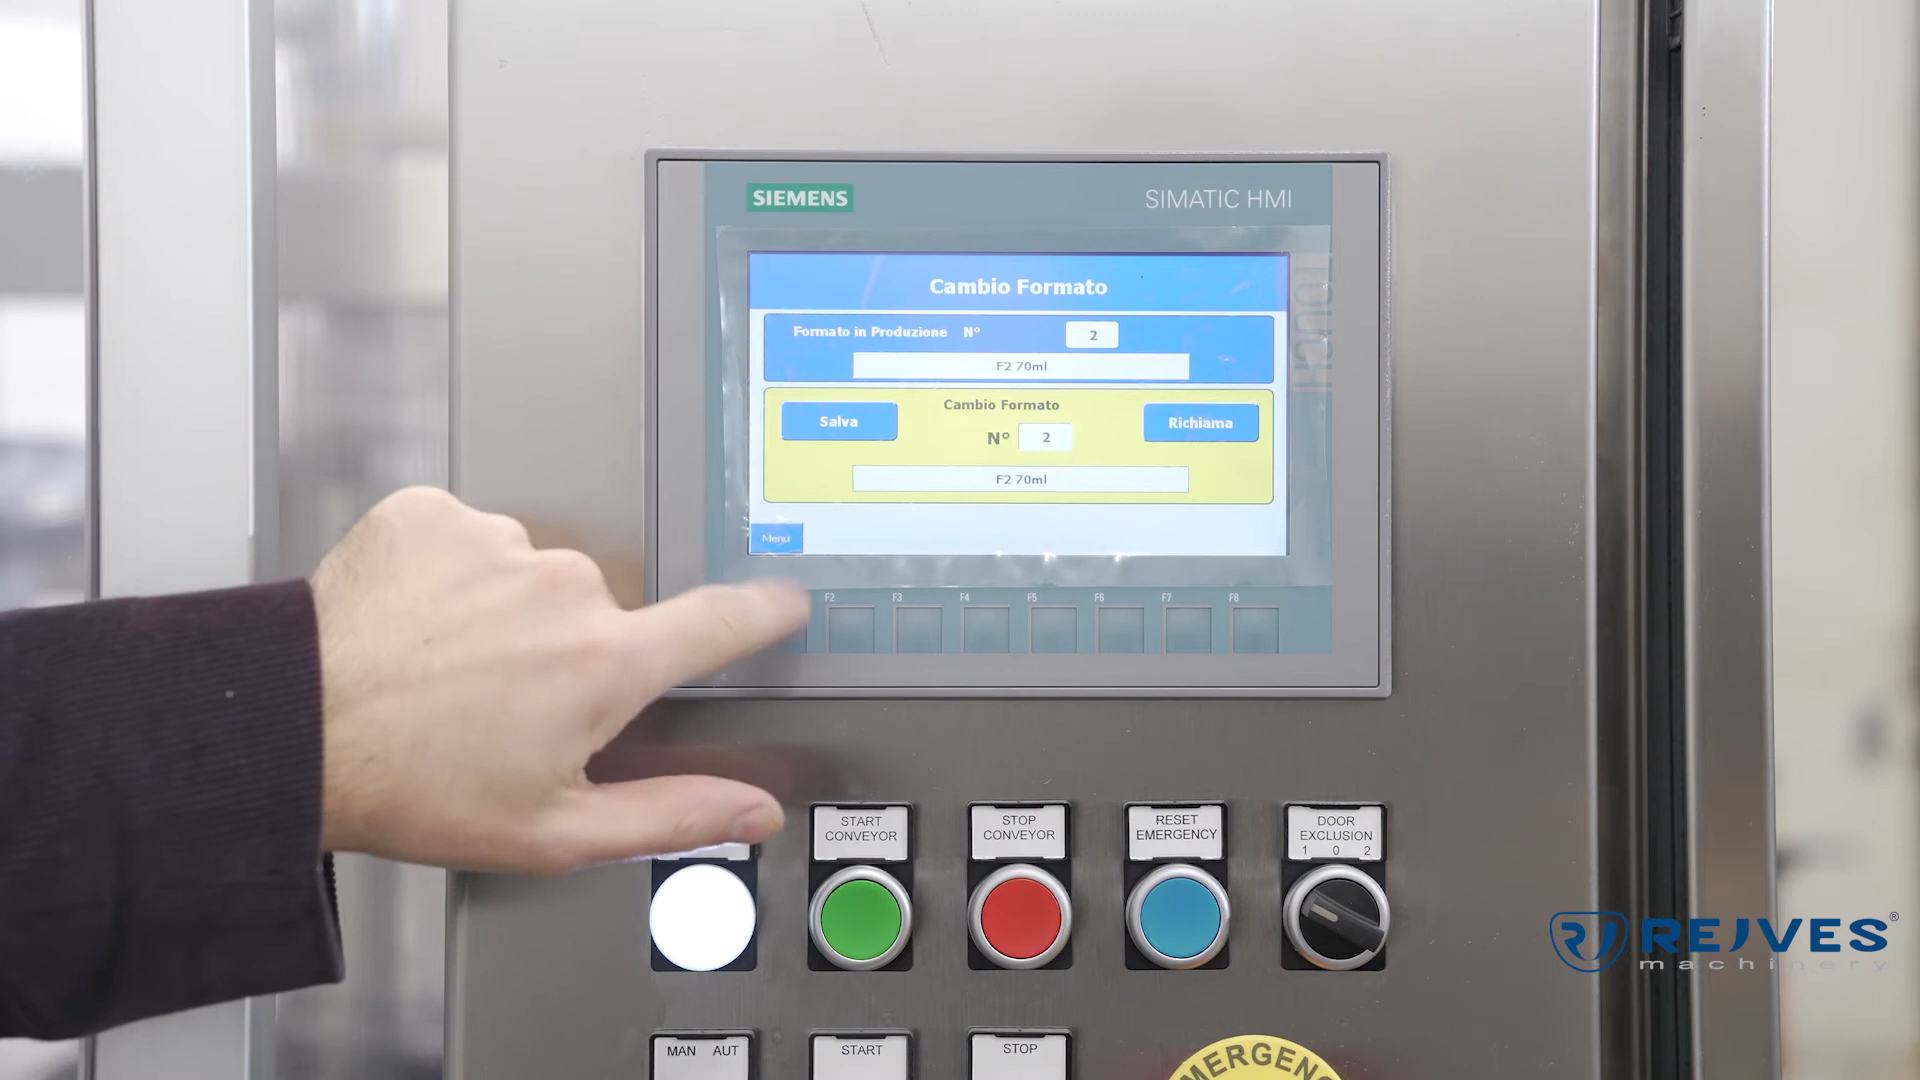 SIEMENS
SIMATIC HMI
TOUCH
Cambio Formato
Formato in Produzione N° 2
F2 70ml
Cambio Formato
Salva
Richiama
N° 2
F2 70ml
Menu
F2 F3 F4 F5 F6 F7 F8
START
CONVEYOR
STOP
CONVEYOR
RESET
EMERGENCY
DOOR
EXCLUSION
1 0 2
REJVES®
machinery
MAN AUT
START
STOP